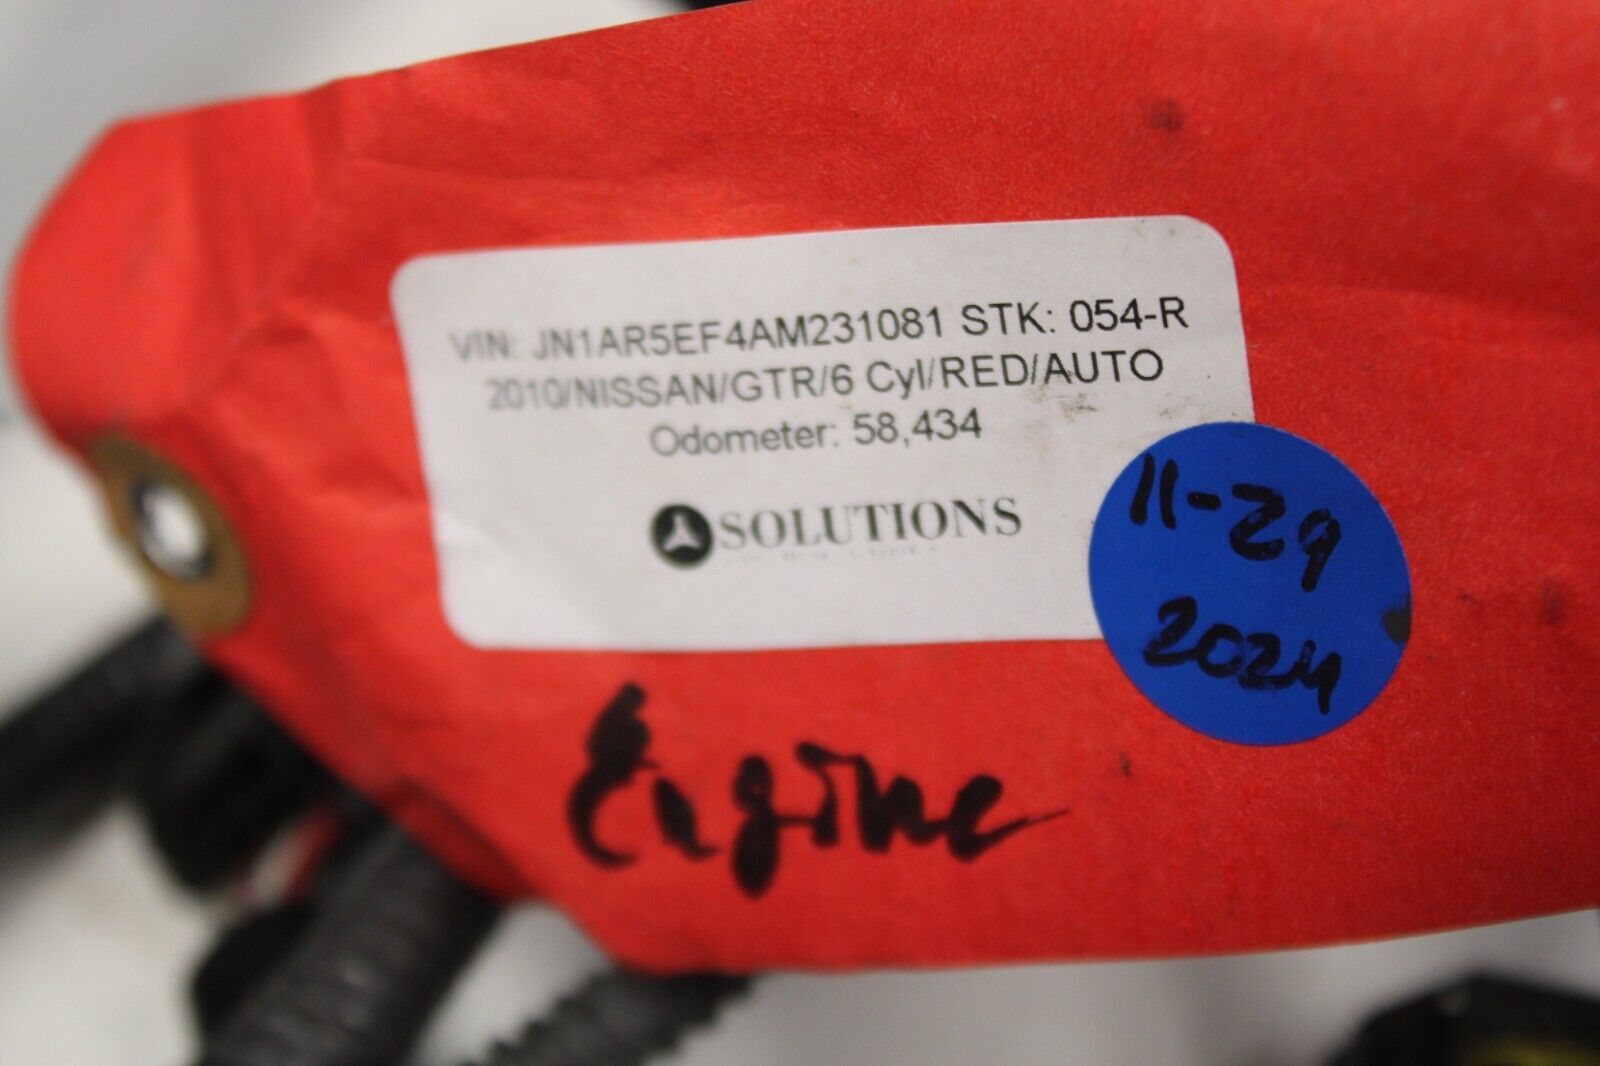 VIN: JN1AR5EF4AM231081 STK: 054-R
2010/NISSAN/GTR/6 Cyl/RED/AUTO
Odometer: 58,434
SOLUTIONS
11-29
2024
Engine